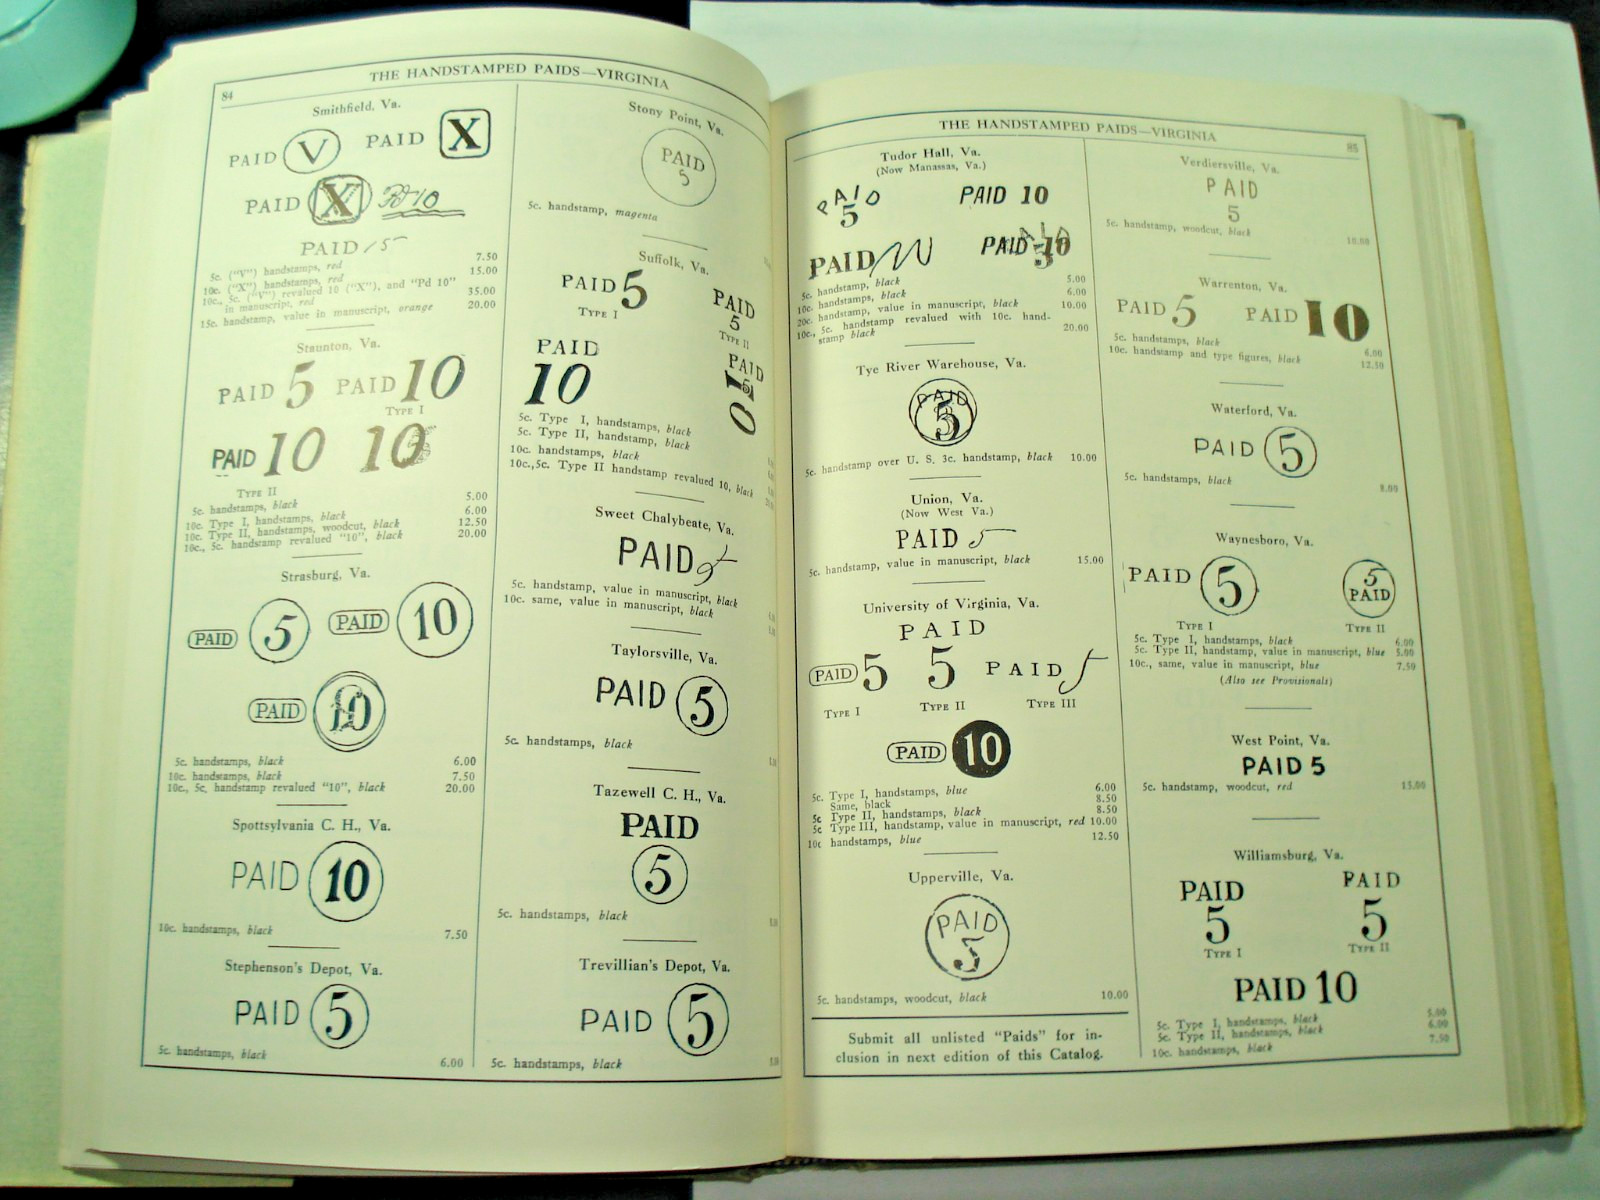 84
THE HANDSTAMPED PAIDS—VIRGINIA
Smithfield, Va.
PAID V PAID X
PAID X Pd 10
PAID 15
5c. ("V") handstamps, red 7.50
10c. ("X") handstamps, red 15.00
10c., 5c. ("V") revalued 10 ("X"), and "Pd 10"
in manuscript, red 35.00
15c. handstamp, value in manuscript, orange 20.00
Staunton, Va.
PAID 5 PAID 10
TYPE I
PAID 10 10
TYPE II
5c. handstamps, black 5.00
10c. Type I, handstamps, black 6.00
10c. Type II, handstamps, woodcut, black 12.50
10c., 5c. handstamp revalued "10", black 20.00
Strasburg, Va.
PAID 5 PAID 10
PAID 10
5c. handstamps, black 6.00
10c. handstamps, black 7.50
10c., 5c. handstamp revalued "10", black 20.00
Spottsylvania C. H., Va.
PAID 10
10c. handstamps, black 7.50
Stephenson's Depot, Va.
PAID 5
5c. handstamps, black 6.00
Stony Point, Va.
PAID
5
5c. handstamp, magenta
Suffolk, Va.
PAID 5
TYPE I
PAID
5
TYPE II
PAID
10
PAID
5
10
5c. Type I, handstamps, black
5c. Type II, handstamp, black
10c. handstamps, black
10c., 5c. Type II handstamp revalued 10, black
Sweet Chalybeate, Va.
PAID 5
5c. handstamp, value in manuscript, black
10c. same, value in manuscript, black
Taylorsville, Va.
PAID 5
5c. handstamps, black
Tazewell C. H., Va.
PAID
5
5c. handstamps, black
Trevillian's Depot, Va.
PAID 5
5c. handstamps, black
THE HANDSTAMPED PAIDS—VIRGINIA
85
Tudor Hall, Va.
(Now Manassas, Va.)
PAID
5
PAID 10
PAID
PAID 10
5c. handstamp, black 5.00
10c. handstamps, black 6.00
20c. handstamp, value in manuscript, black 10.00
10c., 5c. handstamp revalued with 10c. hand-
stamp black 20.00
Tye River Warehouse, Va.
PAID
5
5c. handstamp over U. S. 3c. handstamp, black 10.00
Union, Va.
(Now West Va.)
PAID 5
5c. handstamp, value in manuscript, black 15.00
University of Virginia, Va.
PAID
PAID 5 5 PAID 5
TYPE I TYPE II TYPE III
PAID 10
5c. Type I, handstamps, blue 6.00
Same, black 8.50
5c Type II, handstamps, black 8.50
5c Type III, handstamp, value in manuscript, red 10.00
10c handstamps, blue 12.50
Upperville, Va.
PAID
5
5c. handstamps, woodcut, black 10.00
Submit all unlisted "Paids" for in-
clusion in next edition of this Catalog.
Verdiersville, Va.
PAID
5
5c. handstamp, woodcut, black 10.00
Warrenton, Va.
PAID 5 PAID 10
5c. handstamps, black 6.00
10c. handstamp and type figures, black 12.50
Waterford, Va.
PAID 5
5c. handstamps, black 8.00
Waynesboro, Va.
PAID 5
5
PAID
TYPE I TYPE II
5c. Type I, handstamps, black 6.00
5c. Type II, handstamp, value in manuscript, blue 5.00
10c., same, value in manuscript, blue 7.50
(Also see Provisionals)
West Point, Va.
PAID 5
5c. handstamp, woodcut, red 15.00
Williamsburg, Va.
PAID PAID
5 5
TYPE I TYPE II
PAID 10
5c. Type I, handstamps, black 5.00
5c. Type II, handstamps, black 6.00
10c. handstamps, black 7.50